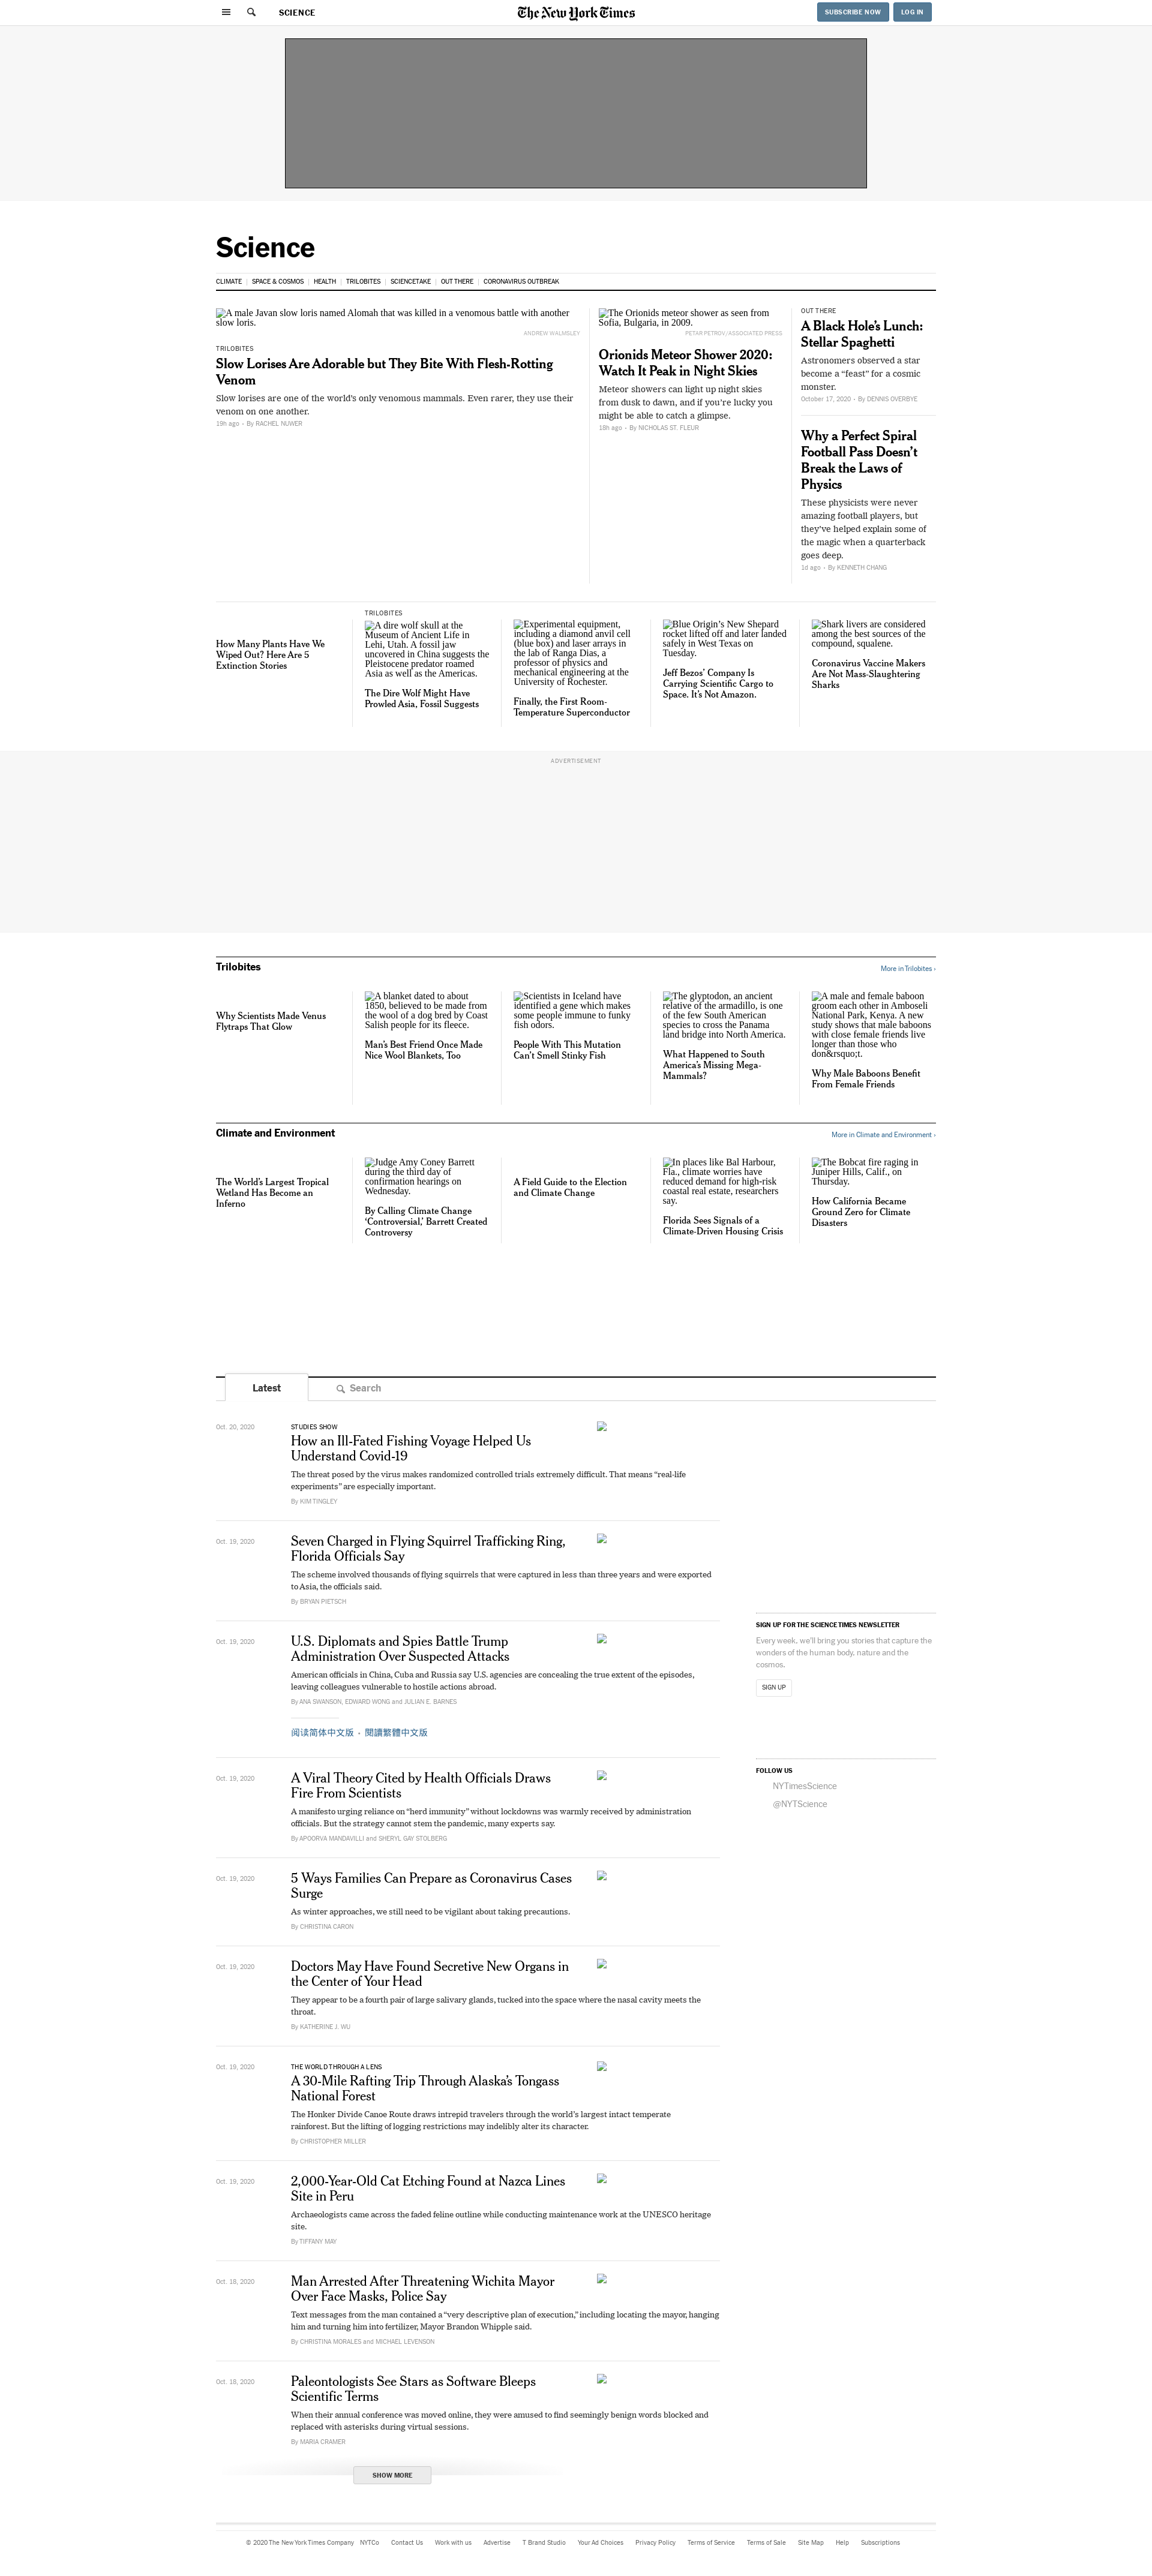 SCIENCE
The New York Times
SUBSCRIBE NOW
LOG IN
Science
CLIMATE | SPACE & COSMOS | HEALTH | TRILOBITES | SCIENCETAKE | OUT THERE | CORONAVIRUS OUTBREAK
A male Javan slow loris named Alomah that was killed in a venomous battle with another
slow loris.
ANDREW WALMSLEY
TRILOBITES
Slow Lorises Are Adorable but They Bite With Flesh-Rotting
Venom
Slow lorises are one of the world's only venomous mammals. Even rarer, they use their
venom on one another.
19h ago • By RACHEL NUWER
The Orionids meteor shower as seen from
Sofia, Bulgaria, in 2009.
PETAR PETROV/ASSOCIATED PRESS
Orionids Meteor Shower 2020:
Watch It Peak in Night Skies
Meteor showers can light up night skies
from dusk to dawn, and if you're lucky you
might be able to catch a glimpse.
18h ago • By NICHOLAS ST. FLEUR
OUT THERE
A Black Hole's Lunch:
Stellar Spaghetti
Astronomers observed a star
become a “feast” for a cosmic
monster.
October 17, 2020 • By DENNIS OVERBYE
Why a Perfect Spiral
Football Pass Doesn't
Break the Laws of
Physics
These physicists were never
amazing football players, but
they've helped explain some of
the magic when a quarterback
goes deep.
1d ago • By KENNETH CHANG
How Many Plants Have We
Wiped Out? Here Are 5
Extinction Stories
TRILOBITES
A dire wolf skull at the
Museum of Ancient Life in
Lehi, Utah. A fossil jaw
uncovered in China suggests the
Pleistocene predator roamed
Asia as well as the Americas.
The Dire Wolf Might Have
Prowled Asia, Fossil Suggests
Experimental equipment,
including a diamond anvil cell
(blue box) and laser arrays in
the lab of Ranga Dias, a
professor of physics and
mechanical engineering at the
University of Rochester.
Finally, the First Room-
Temperature Superconductor
Blue Origin's New Shepard
rocket lifted off and later landed
safely in West Texas on
Tuesday.
Jeff Bezos' Company Is
Carrying Scientific Cargo to
Space. It's Not Amazon.
Shark livers are considered
among the best sources of the
compound, squalene.
Coronavirus Vaccine Makers
Are Not Mass-Slaughtering
Sharks
ADVERTISEMENT
Trilobites
More in Trilobites ›
Why Scientists Made Venus
Flytraps That Glow
A blanket dated to about
1850, believed to be made from
the wool of a dog bred by Coast
Salish people for its fleece.
Man's Best Friend Once Made
Nice Wool Blankets, Too
Scientists in Iceland have
identified a gene which makes
some people immune to funky
fish odors.
People With This Mutation
Can't Smell Stinky Fish
The glyptodon, an ancient
relative of the armadillo, is one
of the few South American
species to cross the Panama
land bridge into North America.
What Happened to South
America's Missing Mega-
Mammals?
A male and female baboon
groom each other in Amboseli
National Park, Kenya. A new
study shows that male baboons
with close female friends live
longer than those who
don&rsquo;t.
Why Male Baboons Benefit
From Female Friends
Climate and Environment
More in Climate and Environment ›
The World's Largest Tropical
Wetland Has Become an
Inferno
Judge Amy Coney Barrett
during the third day of
confirmation hearings on
Wednesday.
By Calling Climate Change
‘Controversial,’ Barrett Created
Controversy
A Field Guide to the Election
and Climate Change
In places like Bal Harbour,
Fla., climate worries have
reduced demand for high-risk
coastal real estate, researchers
say.
Florida Sees Signals of a
Climate-Driven Housing Crisis
The Bobcat fire raging in
Juniper Hills, Calif., on
Thursday.
How California Became
Ground Zero for Climate
Disasters
Latest
Search
Oct. 20, 2020
STUDIES SHOW
How an Ill-Fated Fishing Voyage Helped Us
Understand Covid-19
The threat posed by the virus makes randomized controlled trials extremely difficult. That means “real-life
experiments” are especially important.
By KIM TINGLEY
Oct. 19, 2020
Seven Charged in Flying Squirrel Trafficking Ring,
Florida Officials Say
The scheme involved thousands of flying squirrels that were captured in less than three years and were exported
to Asia, the officials said.
By BRYAN PIETSCH
Oct. 19, 2020
U.S. Diplomats and Spies Battle Trump
Administration Over Suspected Attacks
American officials in China, Cuba and Russia say U.S. agencies are concealing the true extent of the episodes,
leaving colleagues vulnerable to hostile actions abroad.
By ANA SWANSON, EDWARD WONG and JULIAN E. BARNES
阅读简体中文版 • 閱讀繁體中文版
Oct. 19, 2020
A Viral Theory Cited by Health Officials Draws
Fire From Scientists
A manifesto urging reliance on “herd immunity” without lockdowns was warmly received by administration
officials. But the strategy cannot stem the pandemic, many experts say.
By APOORVA MANDAVILLI and SHERYL GAY STOLBERG
Oct. 19, 2020
5 Ways Families Can Prepare as Coronavirus Cases
Surge
As winter approaches, we still need to be vigilant about taking precautions.
By CHRISTINA CARON
Oct. 19, 2020
Doctors May Have Found Secretive New Organs in
the Center of Your Head
They appear to be a fourth pair of large salivary glands, tucked into the space where the nasal cavity meets the
throat.
By KATHERINE J. WU
Oct. 19, 2020
THE WORLD THROUGH A LENS
A 30-Mile Rafting Trip Through Alaska's Tongass
National Forest
The Honker Divide Canoe Route draws intrepid travelers through the world's largest intact temperate
rainforest. But the lifting of logging restrictions may indelibly alter its character.
By CHRISTOPHER MILLER
Oct. 19, 2020
2,000-Year-Old Cat Etching Found at Nazca Lines
Site in Peru
Archaeologists came across the faded feline outline while conducting maintenance work at the UNESCO heritage
site.
By TIFFANY MAY
Oct. 18, 2020
Man Arrested After Threatening Wichita Mayor
Over Face Masks, Police Say
Text messages from the man contained a “very descriptive plan of execution,” including locating the mayor, hanging
him and turning him into fertilizer, Mayor Brandon Whipple said.
By CHRISTINA MORALES and MICHAEL LEVENSON
Oct. 18, 2020
Paleontologists See Stars as Software Bleeps
Scientific Terms
When their annual conference was moved online, they were amused to find seemingly benign words blocked and
replaced with asterisks during virtual sessions.
By MARIA CRAMER
SHOW MORE
SIGN UP FOR THE SCIENCE TIMES NEWSLETTER
Every week, we'll bring you stories that capture the
wonders of the human body, nature and the
cosmos.
SIGN UP
FOLLOW US
NYTimesScience
@NYTScience
© 2020 The New York Times Company NYTCo Contact Us Work with us Advertise T Brand Studio Your Ad Choices Privacy Policy Terms of Service Terms of Sale Site Map Help Subscriptions